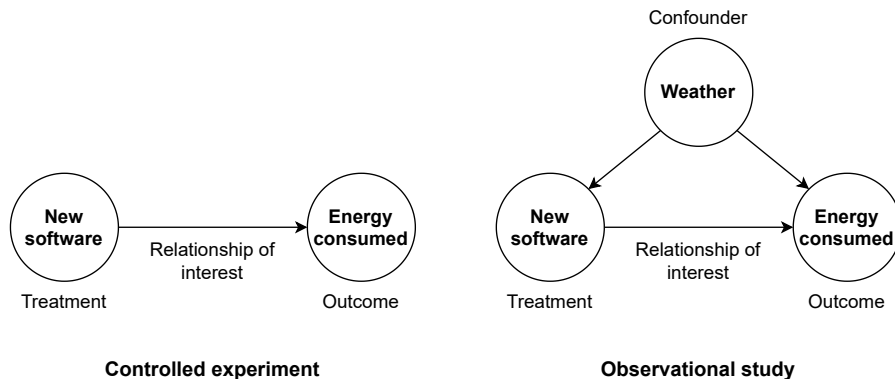 New
software
Energy
consumed
Relationship of
interest
Treatment
Outcome
Controlled experiment
Confounder
Weather
New
software
Energy
consumed
Relationship of
interest
Treatment
Outcome
Observational study